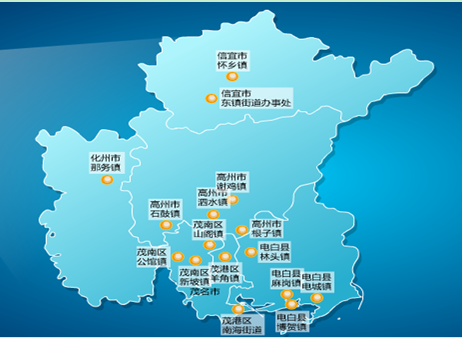 信宜市
怀乡镇
信宜市
东镇街道办事处
化州市
那务镇
高州市
谢鸡镇
高州市
泗水镇
高州市
石鼓镇
茂南区
山阁镇
高州市
根子镇
电白县
林头镇
茂南区
公馆镇
茂南区
新坡镇
茂港区
羊角镇
茂名市
电白县
麻岗镇
电白县
电城镇
茂港区
南海街道
电白县
博贺镇